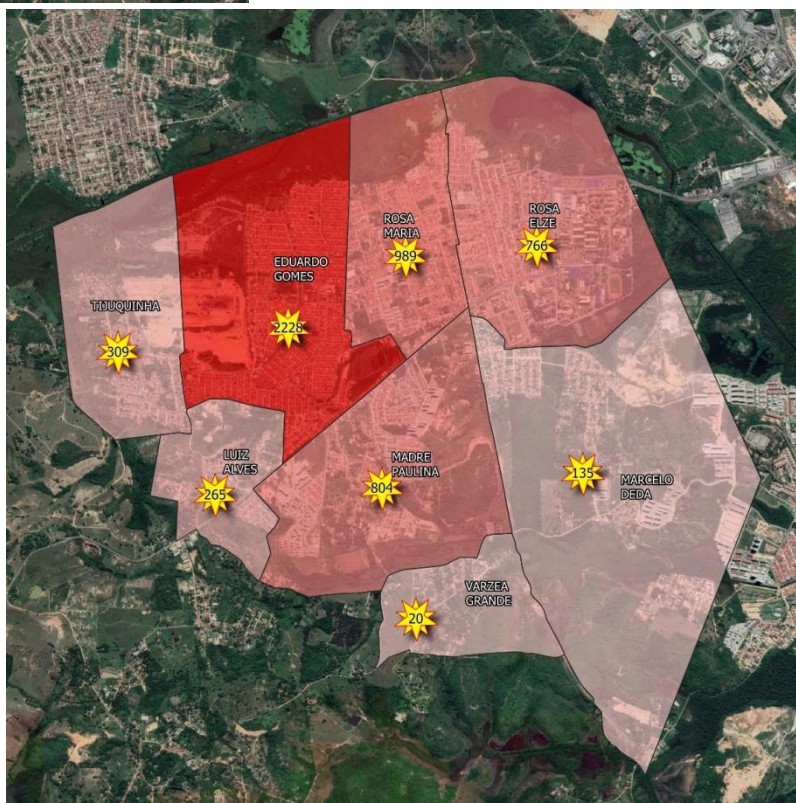 ROSA
MARIA
989
ROSA
ELZE
766
EDUARDO
GOMES
2228
TIJUQUINHA
309
LUIZ
ALVES
265
MADRE
PAULINA
804
MARCELO
DEDA
135
VARZEA
GRANDE
20